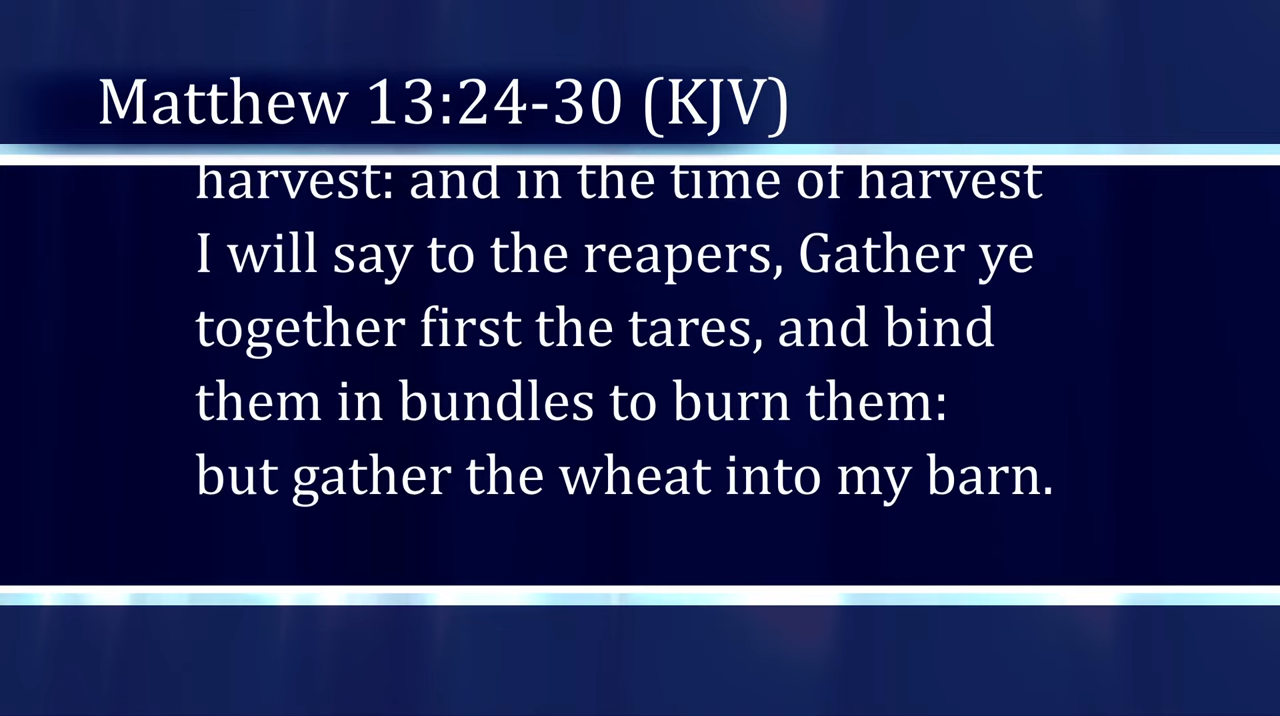 Matthew 13:24-30 (KJV)
harvest: and in the time of harvest
I will say to the reapers, Gather ye
together first the tares, and bind
them in bundles to burn them:
but gather the wheat into my barn.